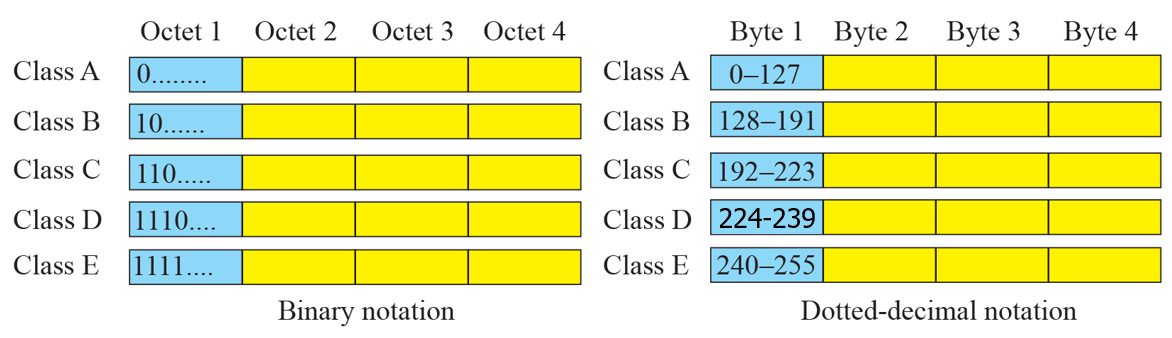 Octet 1 Octet 2 Octet 3 Octet 4
Class A 0........
Class B 10......
Class C 110.....
Class D 1110....
Class E 1111....
Binary notation
Byte 1 Byte 2 Byte 3 Byte 4
Class A 0–127
Class B 128–191
Class C 192–223
Class D 224-239
Class E 240–255
Dotted-decimal notation